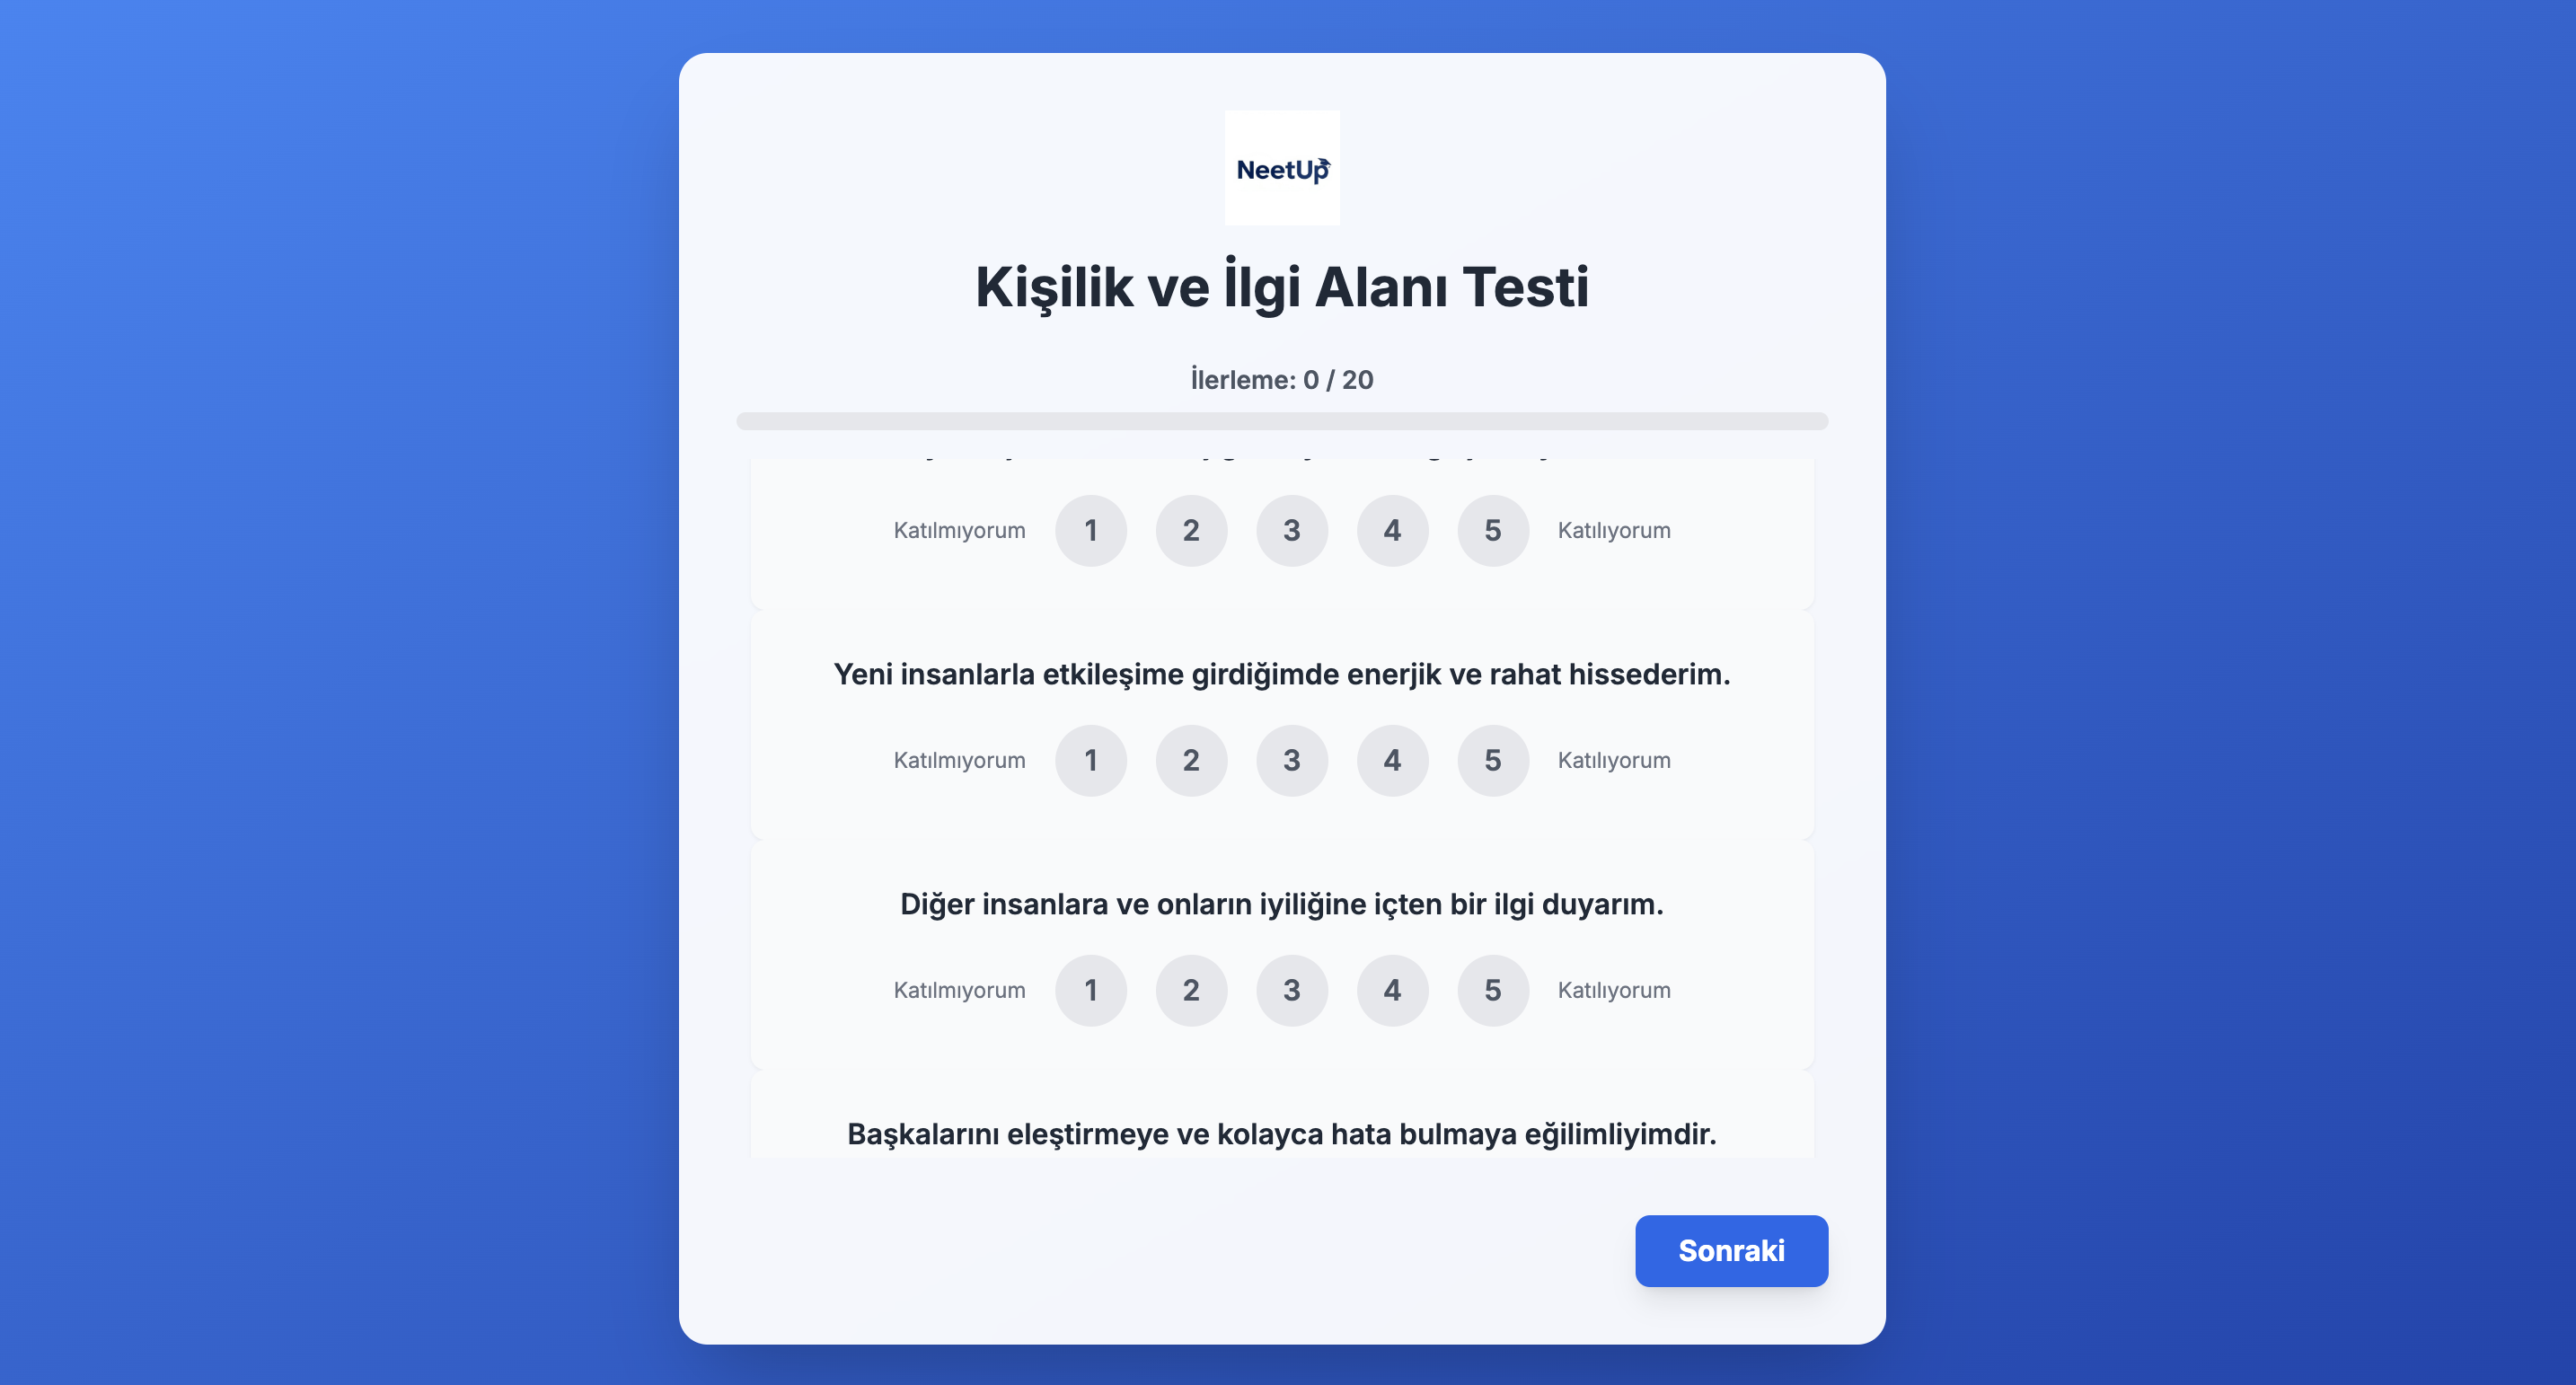 NeetUp
Kişilik ve İlgi Alanı Testi
İlerleme: 0 / 20
Katılmıyorum 1 2 3 4 5 Katılıyorum
Yeni insanlarla etkileşime girdiğimde enerjik ve rahat hissederim.
Katılmıyorum 1 2 3 4 5 Katılıyorum
Diğer insanlara ve onların iyiliğine içten bir ilgi duyarım.
Katılmıyorum 1 2 3 4 5 Katılıyorum
Başkalarını eleştirmeye ve kolayca hata bulmaya eğilimliyimdir.
Sonraki